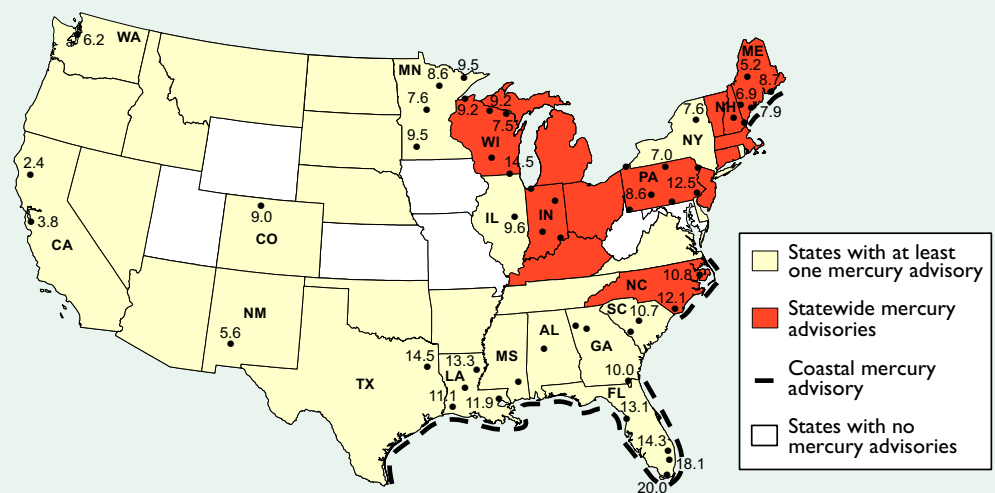 WA
6.2
MN
8.6
9.5
7.6
9.5
9.2
9.2
7.5
WI
14.5
ME
5.2
8.7
6.9
NH
7.9
7.6
NY
7.0
PA
8.6
12.5
2.4
3.8
CA
9.0
CO
IL
9.6
IN
NM
5.6
10.8
NC
12.1
SC
10.7
AL
GA
MS
TX
14.5
13.3
LA
11.1
11.9
10.0
FL
13.1
14.3
18.1
20.0
States with at least
one mercury advisory
Statewide mercury
advisories
Coastal mercury
advisory
States with no
mercury advisories